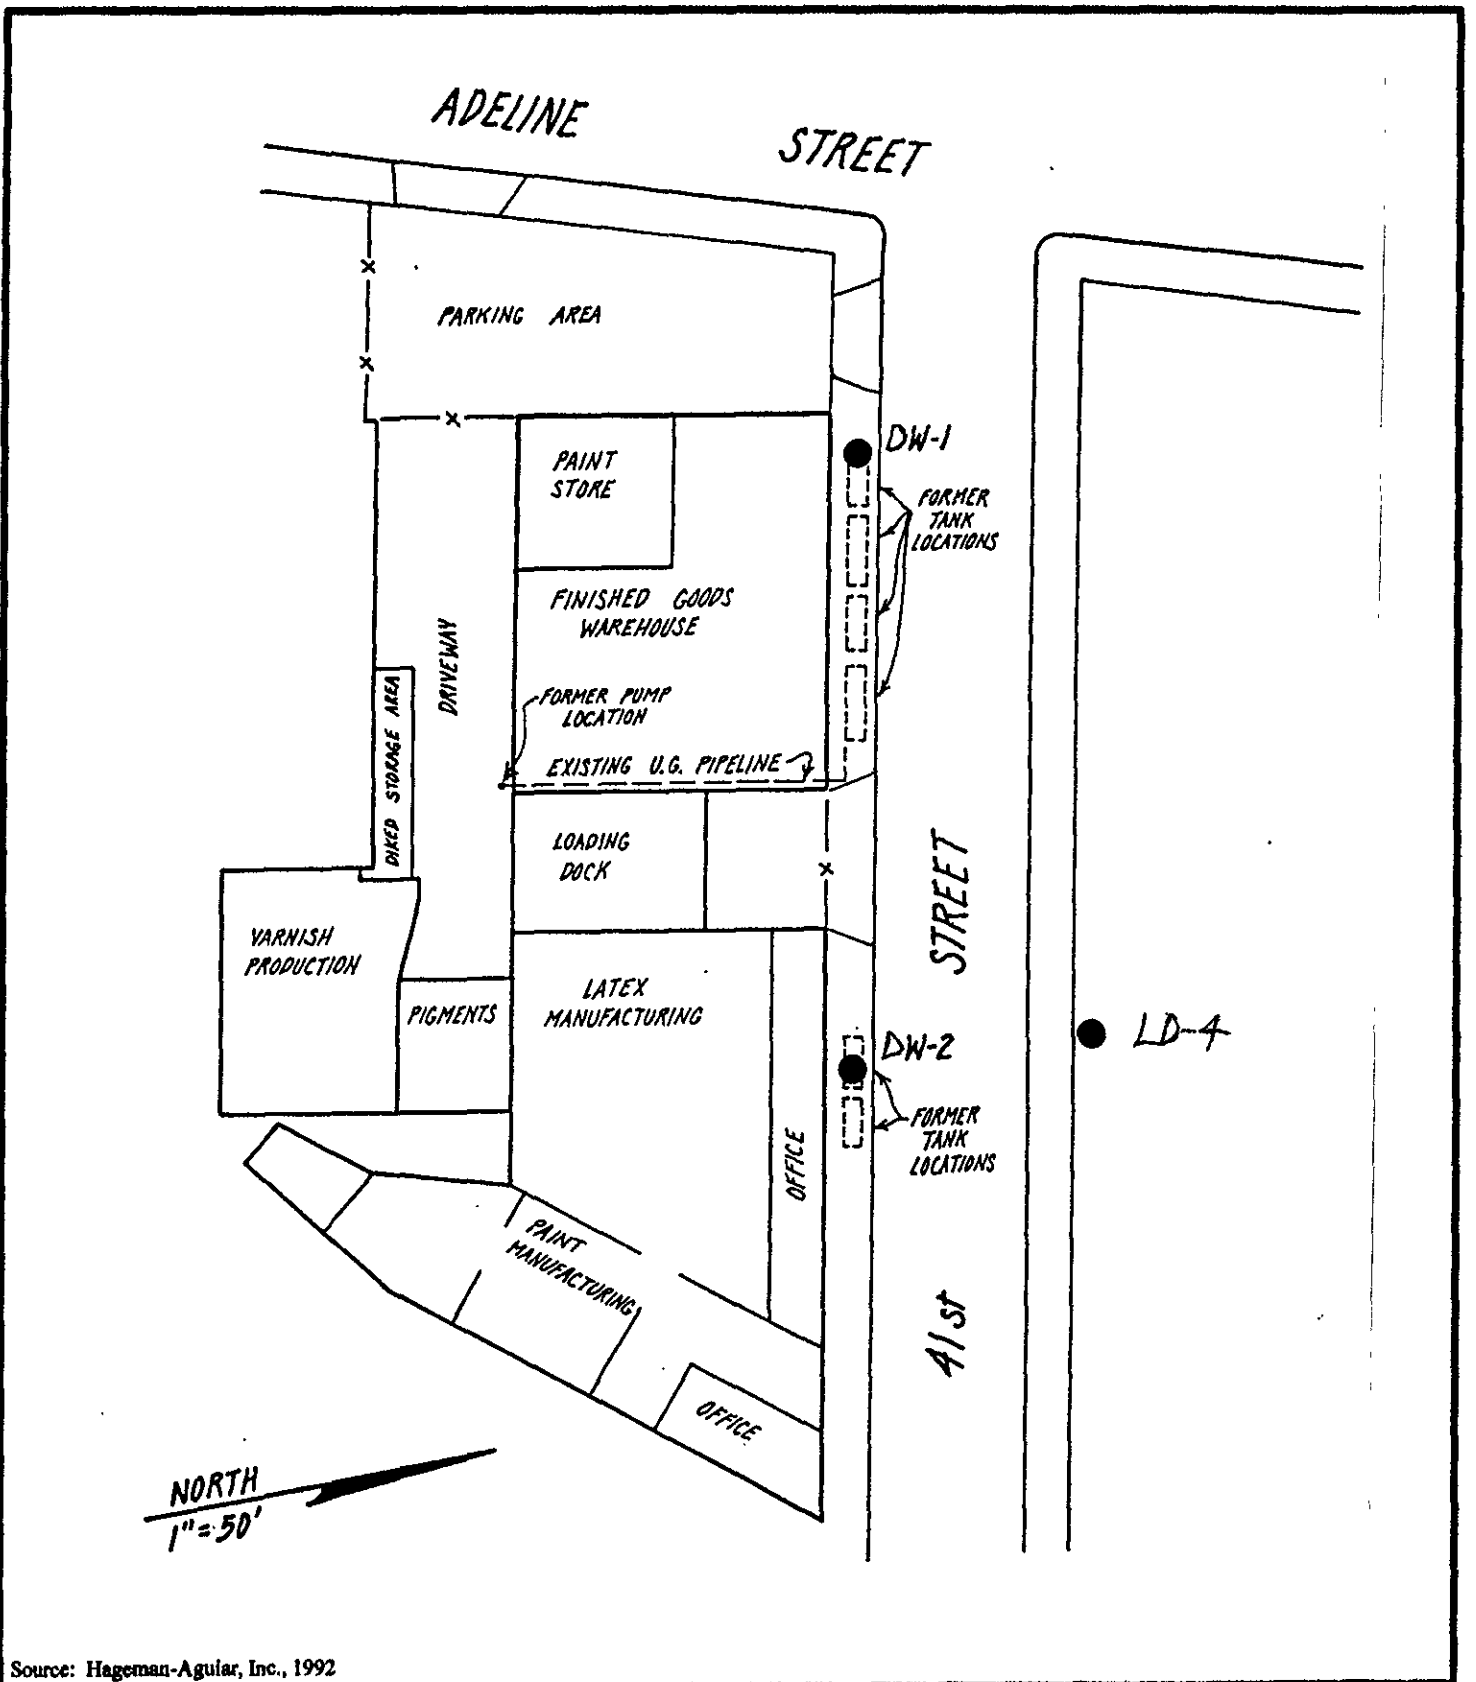 ADELINE STREET
PARKING AREA
DW-1
PAINT
STORE
FORMER
TANK
LOCATIONS
FINISHED GOODS
WAREHOUSE
DRIVEWAY
FORMER PUMP
LOCATION
DIKED STORAGE AREA
EXISTING U.G. PIPELINE
LOADING
DOCK
STREET
VARNISH
PRODUCTION
LATEX
MANUFACTURING
PIGMENTS
DW-2
LD-4
FORMER
TANK
LOCATIONS
OFFICE
PAINT
MANUFACTURING
41st
OFFICE
NORTH
1"=50'
Source: Hageman-Aguiar, Inc., 1992